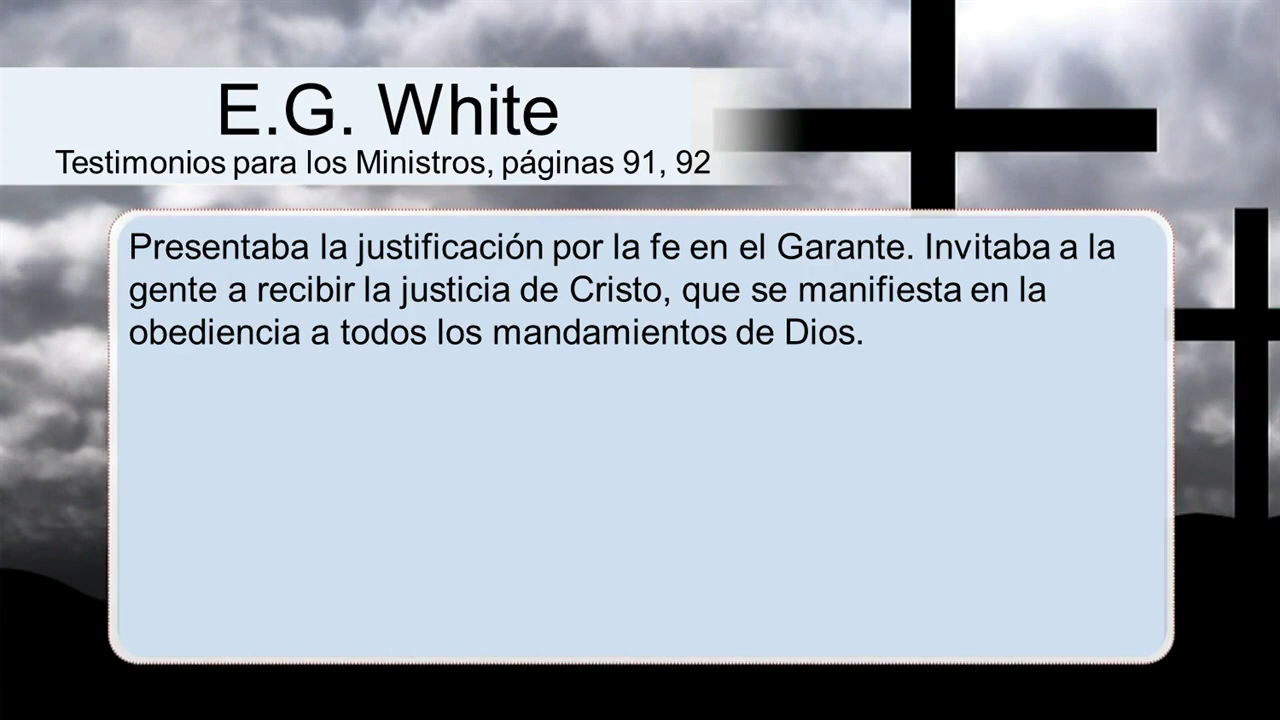 E.G. White
Testimonios para los Ministros, páginas 91, 92
Presentaba la justificación por la fe en el Garante. Invitaba a la
gente a recibir la justicia de Cristo, que se manifiesta en la
obediencia a todos los mandamientos de Dios.